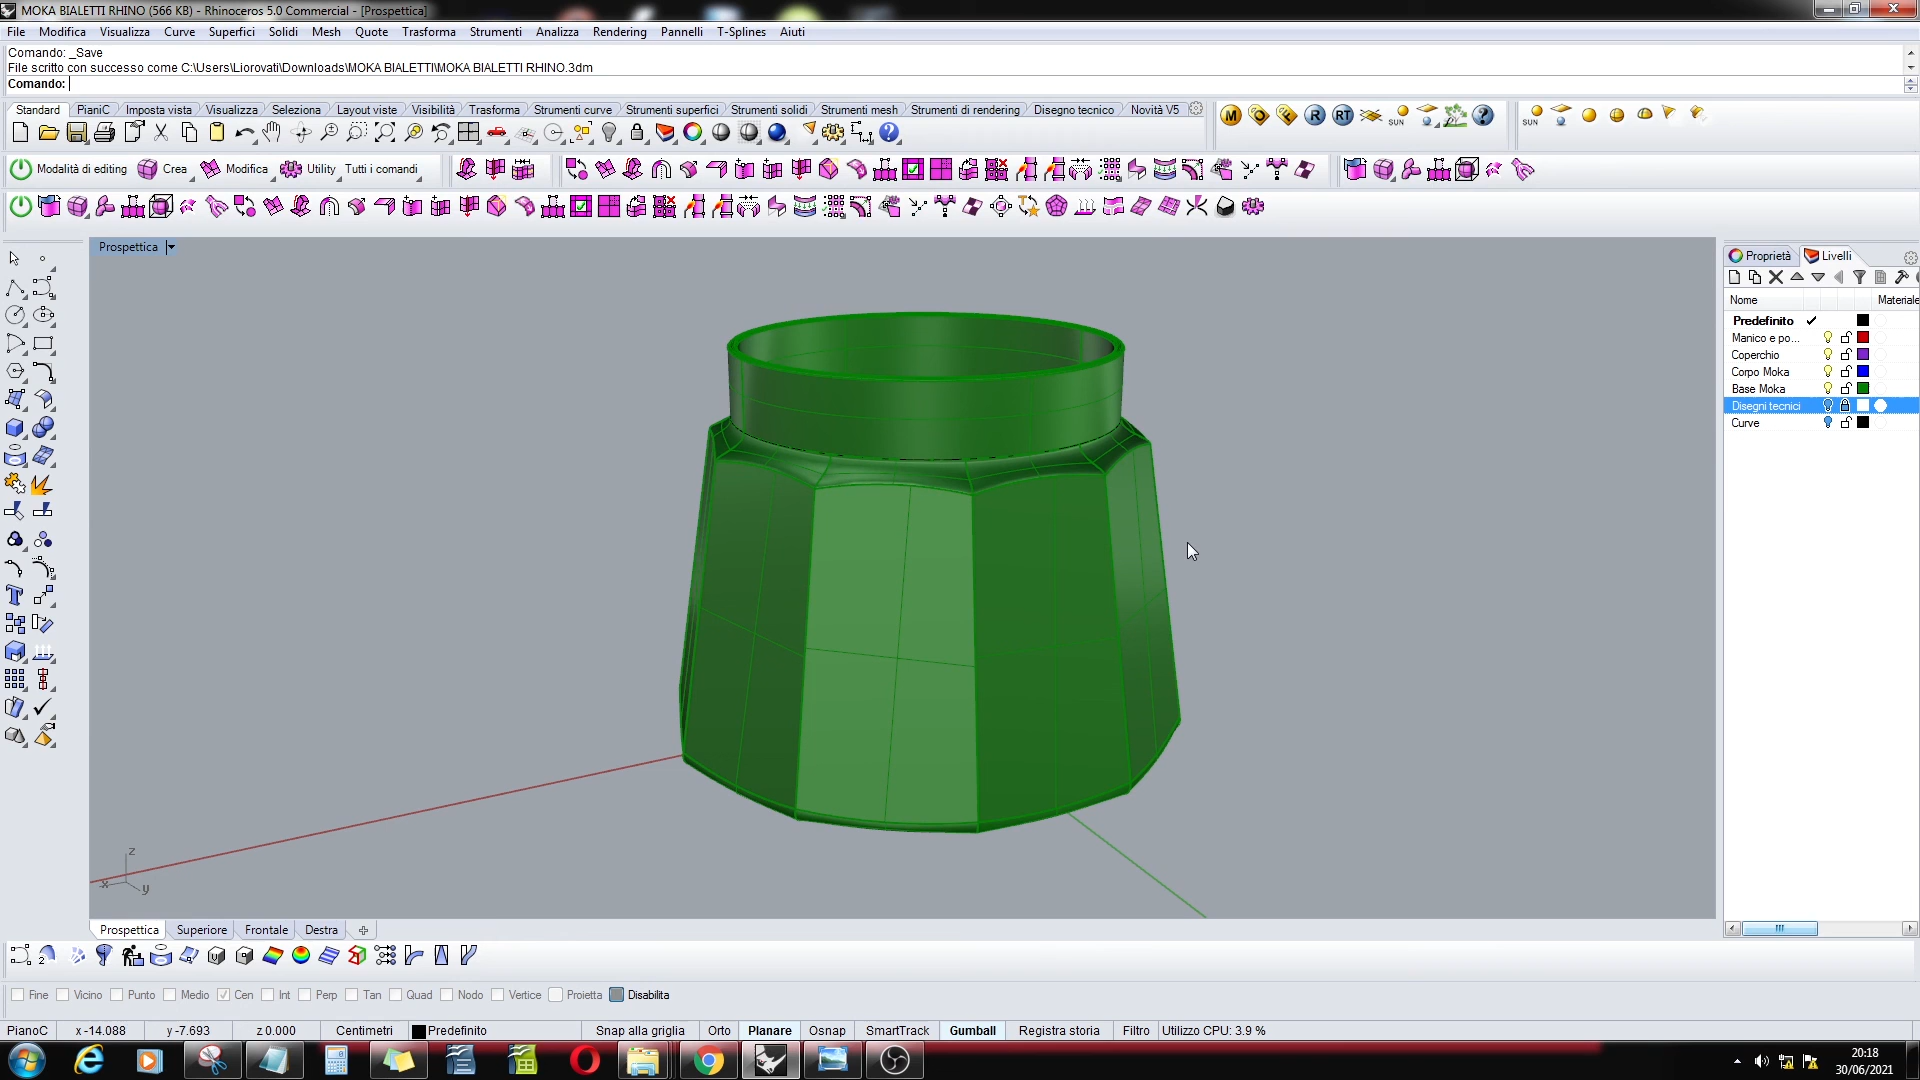 MOKA BIALETTI RHINO (566 KB) - Rhinoceros 5.0 Commercial - [Prospettica]
File Modifica Visualizza Curve Superfici Solidi Mesh Quote Trasforma Strumenti Analizza Rendering Pannelli T-Splines Aiuti
Comando: _Save
File scritto con successo come C:\Users\Liorovati\Downloads\MOKA BIALETTI\MOKA BIALETTI RHINO.3dm
Comando:
Standard PianiC Imposta vista Visualizza Seleziona Layout viste Visibilità Trasforma Strumenti curve Strumenti superfici Strumenti solidi Strumenti mesh Strumenti di rendering Disegno tecnico Novità V5
M R RT SUN SUN
Modalità di editing Crea Modifica Utility Tutti i comandi
Prospettica
Proprietà Livelli
Nome Materiale
Predefinito
Manico e po...
Coperchio
Corpo Moka
Base Moka
Disegni tecnici
Curve
z
x
y
Prospettica Superiore Frontale Destra
Fine Vicino Punto Medio Cen Int Perp Tan Quad Nodo Vertice Proietta Disabilita
PianoC x -14.088 y -7.693 z 0.000 Centimetri Predefinito Snap alla griglia Orto Planare Osnap SmartTrack Gumball Registra storia Filtro Utilizzo CPU: 3.9 %
20:18
30/06/2021